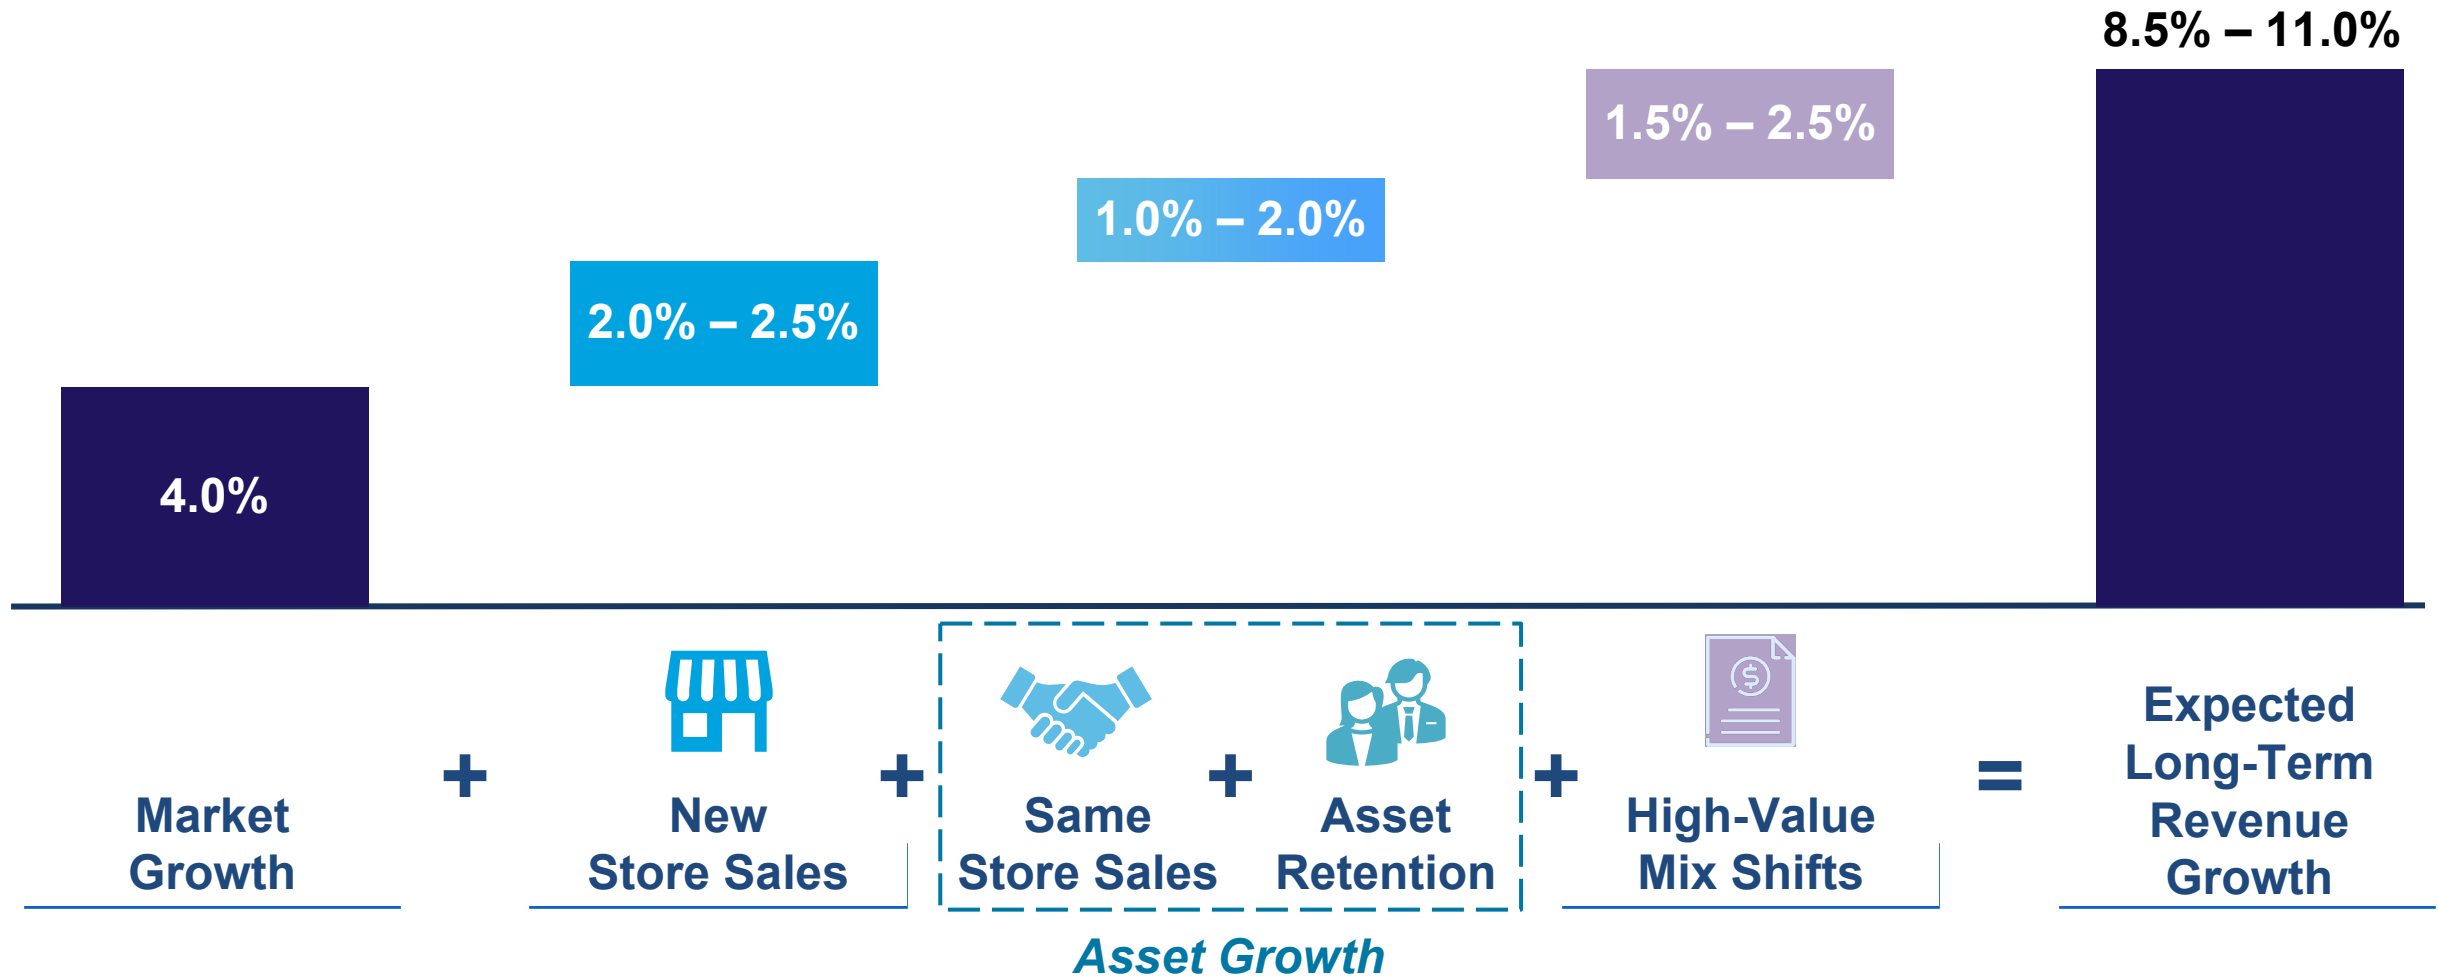 8.5% – 11.0%
1.5% – 2.5%
1.0% – 2.0%
2.0% – 2.5%
4.0%
Market
Growth
+
New
Store Sales
+
Same
Store Sales
+
Asset
Retention
+
$
High-Value
Mix Shifts
=
Expected
Long-Term
Revenue
Growth
Asset Growth